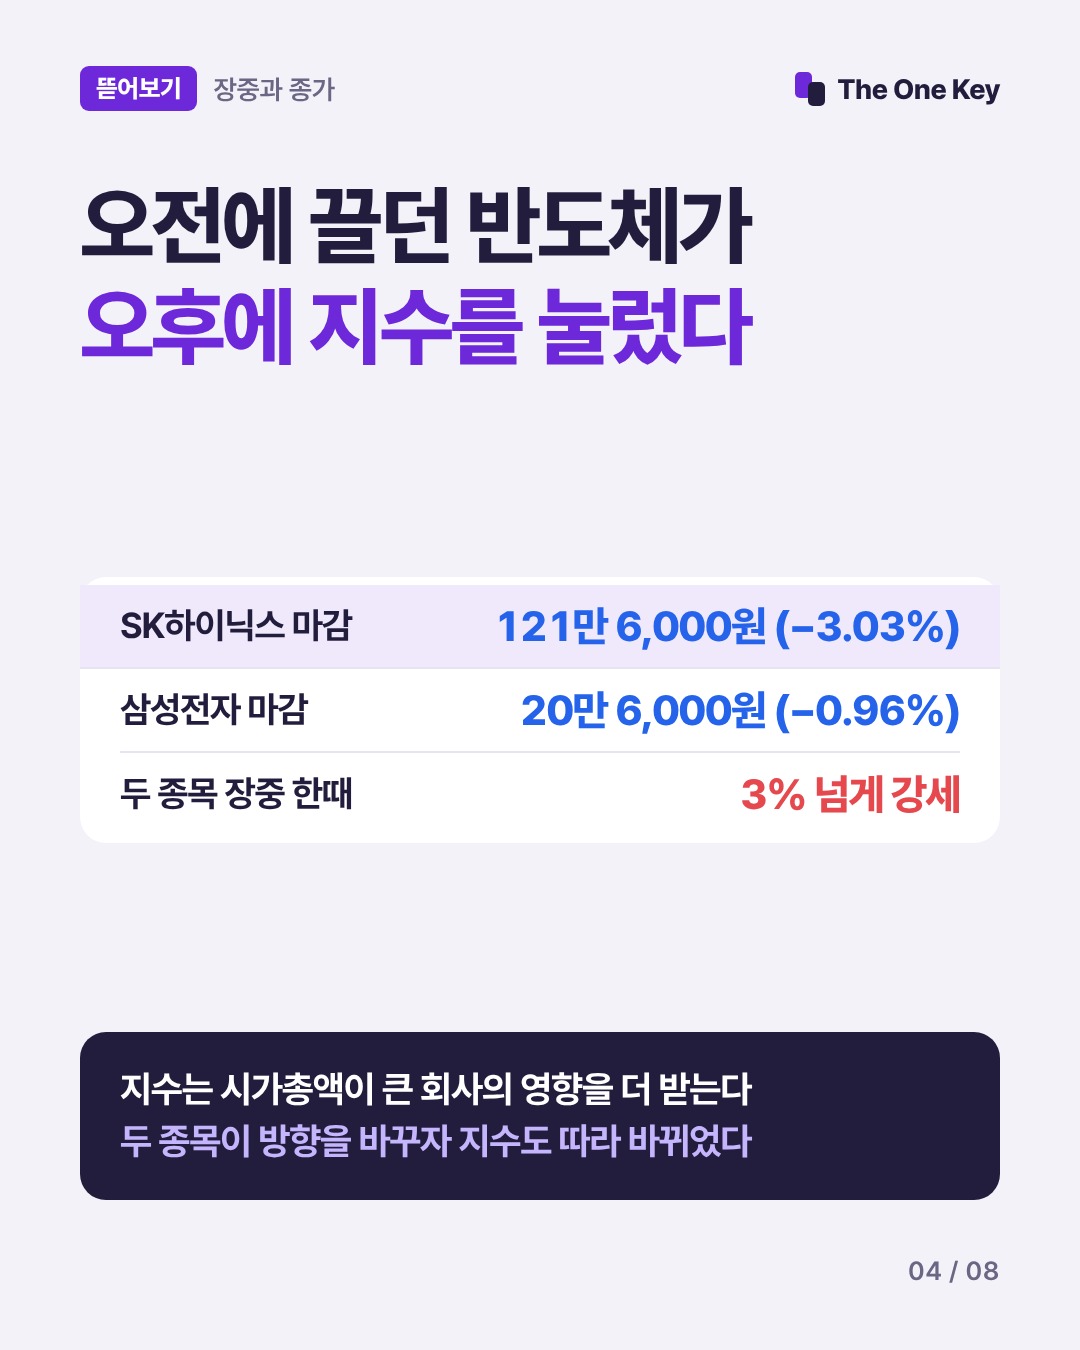 뜯어보기 장중과 종가
The One Key
오전에 끌던 반도체가
오후에 지수를 눌렀다
SK하이닉스 마감 121만 6,000원 (−3.03%)
삼성전자 마감 20만 6,000원 (−0.96%)
두 종목 장중 한때 3% 넘게 강세
지수는 시가총액이 큰 회사의 영향을 더 받는다
두 종목이 방향을 바꾸자 지수도 따라 바뀌었다
04 / 08